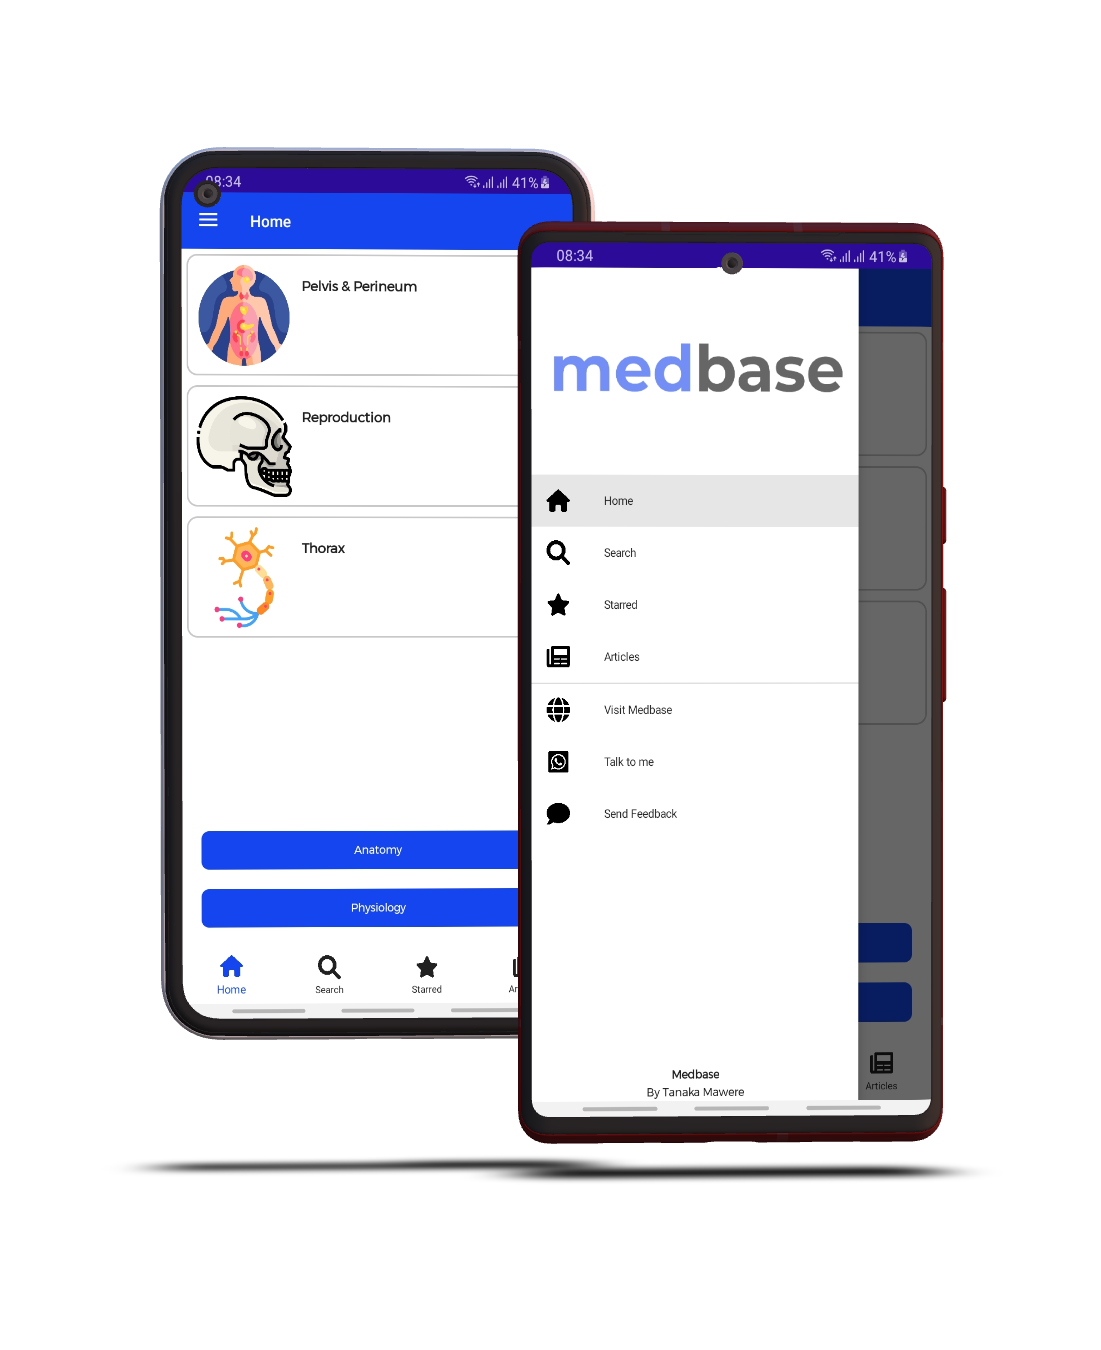 08:34
41%
Home
Pelvis & Perineum
Reproduction
Thorax
Anatomy
Physiology
Home
Search
Starred
Ar
08:34
41%
medbase
Home
Search
Starred
Articles
Visit Medbase
Talk to me
Send Feedback
Medbase
By Tanaka Mawere
Articles